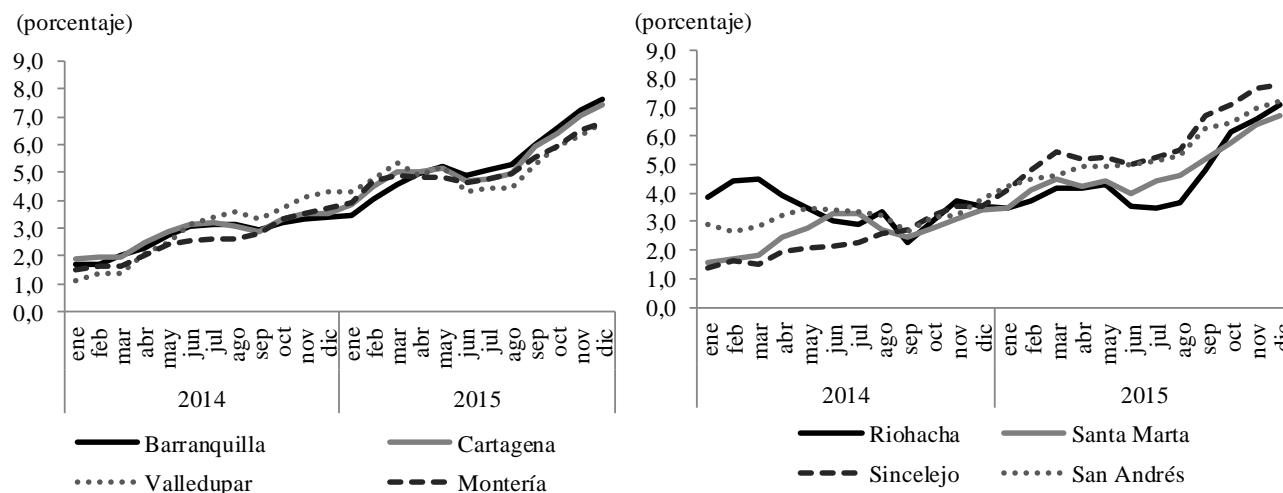 (porcentaje)
9,0
8,0
7,0
6,0
5,0
4,0
3,0
2,0
1,0
0,0
ene feb mar abr may jun jul ago sep oct nov dic ene feb mar abr may jun jul ago sep oct nov dic
2014 2015
Barranquilla Cartagena
Valledupar Montería
(porcentaje)
9,0
8,0
7,0
6,0
5,0
4,0
3,0
2,0
1,0
0,0
ene feb mar abr may jun jul ago sep oct nov dic ene feb mar abr may jun jul ago sep oct nov dic
2014 2015
Riohacha Santa Marta
Sincelejo San Andrés